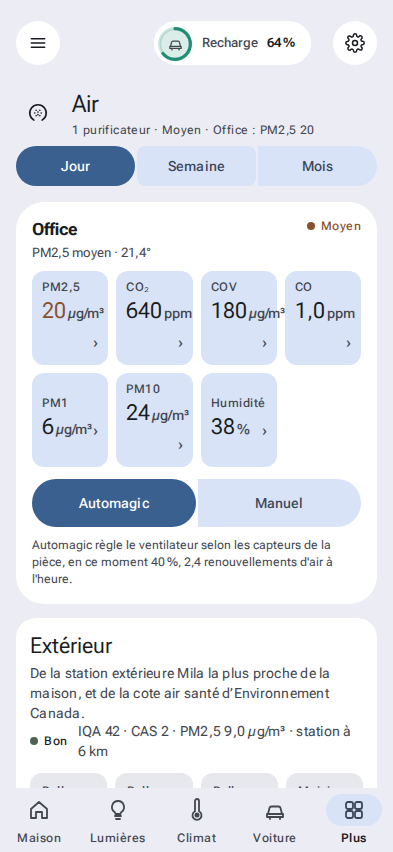 Recharge 64 %
Air
1 purificateur · Moyen · Office : PM2,5 20
Jour
Semaine
Mois
Office
Moyen
PM2,5 moyen · 21,4°
PM2,5
20 µg/m³ ›
CO₂
640 ppm ›
COV
180 µg/m³ ›
CO
1,0 ppm ›
PM1
6 µg/m³ ›
PM10
24 µg/m³ ›
Humidité
38 % ›
Automagic
Manuel
Automagic règle le ventilateur selon les capteurs de la
pièce, en ce moment 40 %, 2,4 renouvellements d'air à
l'heure.
Extérieur
De la station extérieure Mila la plus proche de la
maison, et de la cote air santé d'Environnement
Canada.
Bon
IQA 42 · CAS 2 · PM2,5 9,0 µg/m³ · station à
6 km
Maison
Lumières
Climat
Voiture
Plus